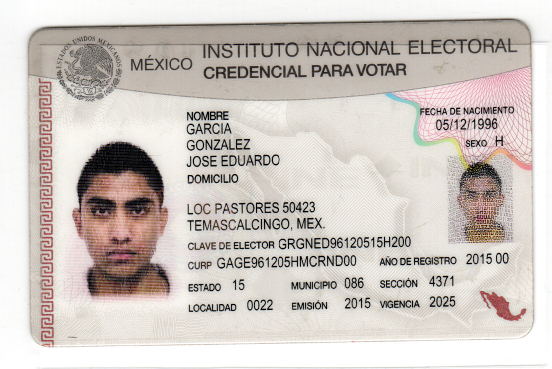 ESTADOS UNIDOS MEXICANOS
MÉXICO INSTITUTO NACIONAL ELECTORAL
CREDENCIAL PARA VOTAR
NOMBRE
GARCIA
GONZALEZ
JOSE EDUARDO
FECHA DE NACIMIENTO
05/12/1996
SEXO H
DOMICILIO
LOC PASTORES 50423
TEMASCALCINGO, MEX.
CLAVE DE ELECTOR GRGNED96120515H200
CURP GAGE961205HMCRND00 AÑO DE REGISTRO 2015 00
ESTADO 15 MUNICIPIO 086 SECCIÓN 4371
LOCALIDAD 0022 EMISIÓN 2015 VIGENCIA 2025